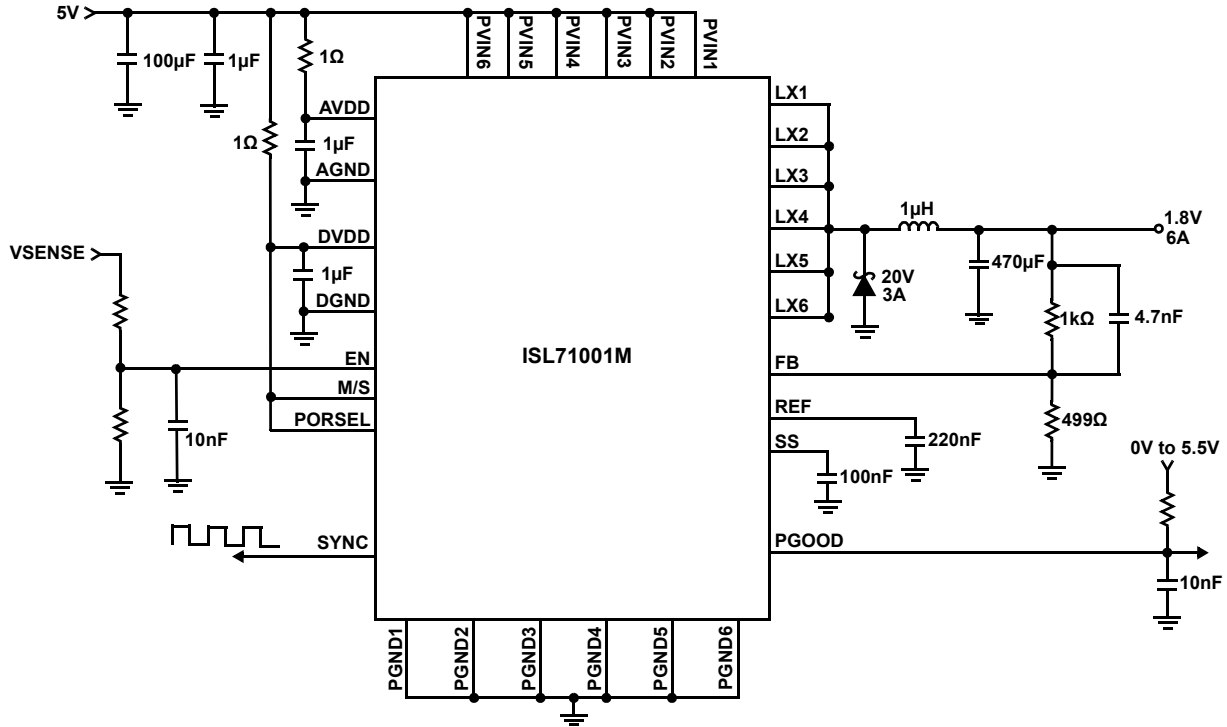 5V
100µF
1µF
1Ω
1Ω
PVIN6
PVIN5
PVIN4
PVIN3
PVIN2
PVIN1
AVDD
1µF
AGND
DVDD
1µF
DGND
VSENSE
EN
M/S
PORSEL
10nF
SYNC
ISL71001M
LX1
LX2
LX3
LX4
LX5
LX6
1µH
20V
3A
470µF
1.8V
6A
1kΩ
4.7nF
FB
REF
220nF
499Ω
SS
100nF
0V to 5.5V
PGOOD
10nF
PGND1
PGND2
PGND3
PGND4
PGND5
PGND6